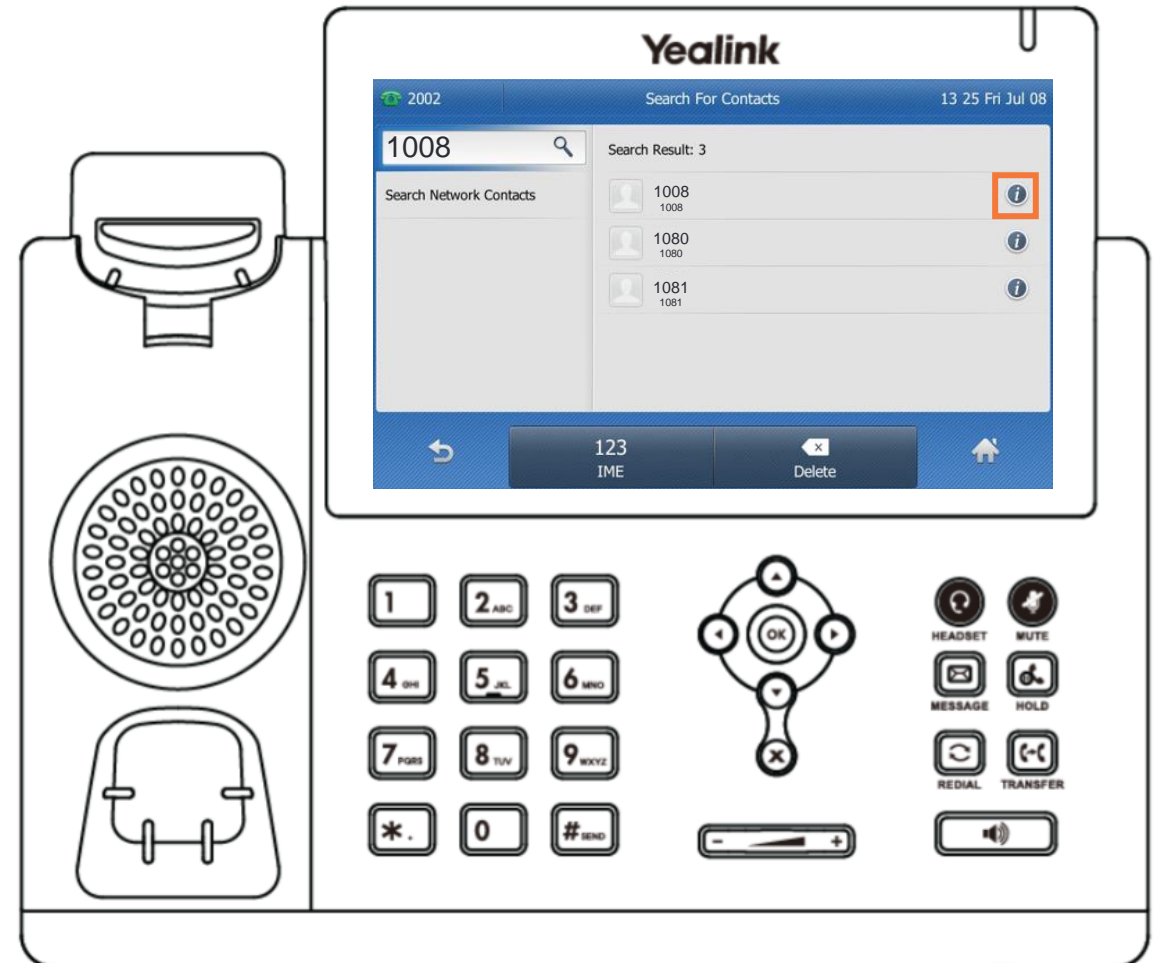 Yealink
2002 Search For Contacts 13 25 Fri Jul 08
1008
Search Network Contacts
Search Result: 3
1008
1008
1080
1080
1081
1081
123
IME
Delete
1 2 ABC 3 DEF
4 GHI 5 JKL 6 MNO
7 PQRS 8 TUV 9 WXYZ
*. 0 # SEND
OK
X
- +
HEADSET MUTE
MESSAGE HOLD
REDIAL TRANSFER